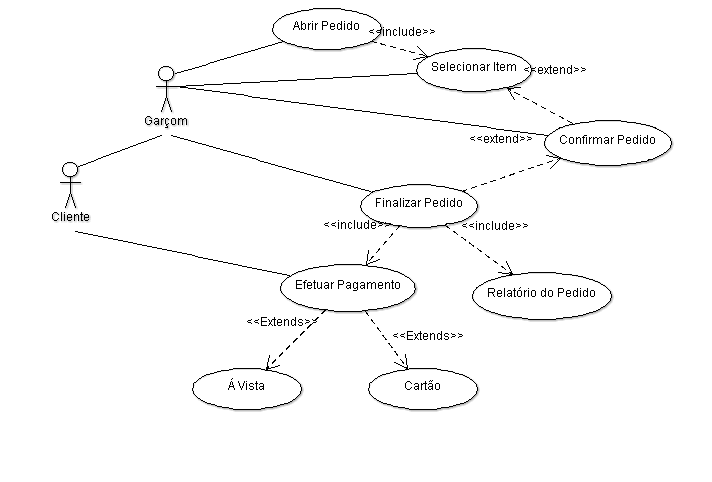 Abrir Pedido
<<include>>
Selecionar Item
<<extend>>
Garçom
<<extend>>
Confirmar Pedido
Cliente
Finalizar Pedido
<<include>>
<<include>>
Efetuar Pagamento
Relatório do Pedido
<<Extends>>
<<Extends>>
Á Vista
Cartão